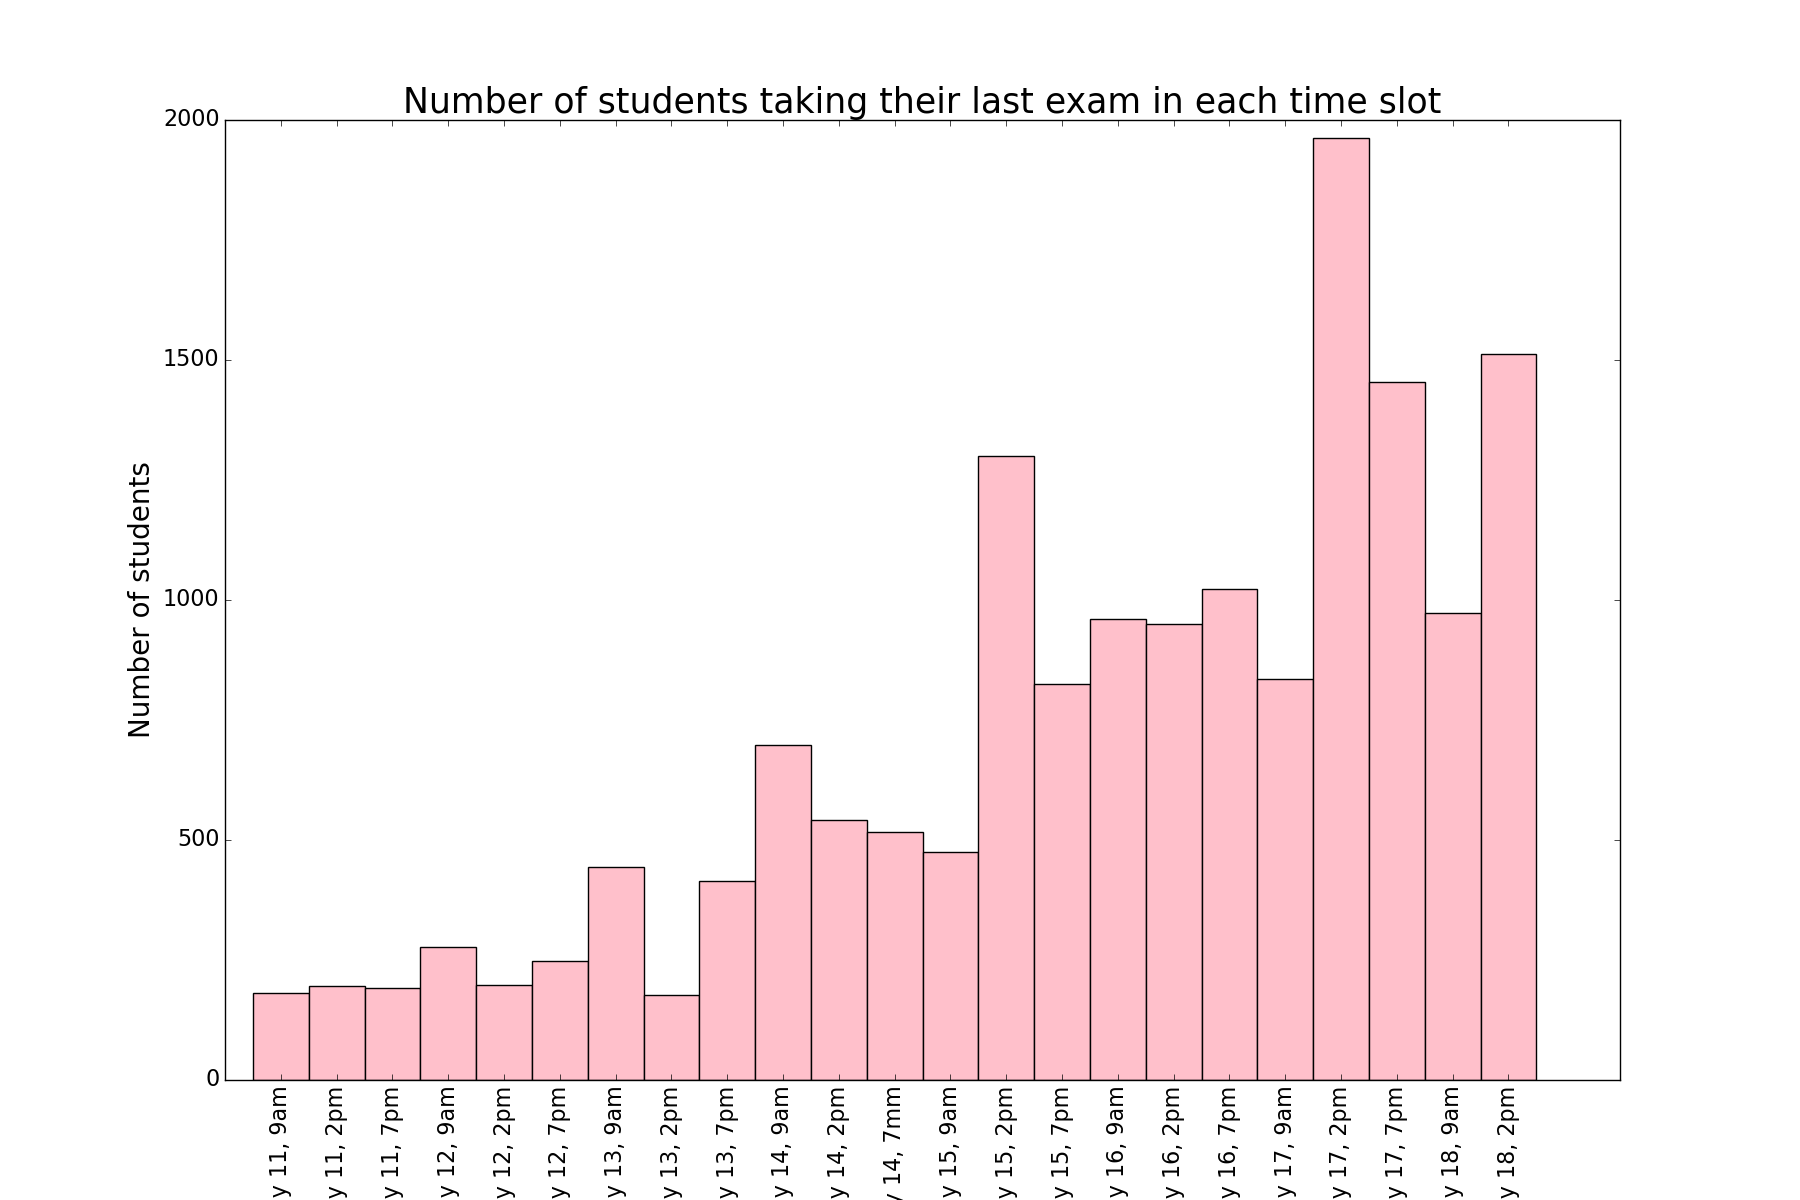 Number of students taking their last exam in each time slot
Number of students
2000
1500
1000
500
0
y 11, 9am
y 11, 2pm
y 11, 7pm
y 12, 9am
y 12, 2pm
y 12, 7pm
y 13, 9am
y 13, 2pm
y 13, 7pm
y 14, 9am
y 14, 2pm
y 14, 7mm
y 15, 9am
y 15, 2pm
y 15, 7pm
y 16, 9am
y 16, 2pm
y 16, 7pm
y 17, 9am
y 17, 2pm
y 17, 7pm
y 18, 9am
y 18, 2pm